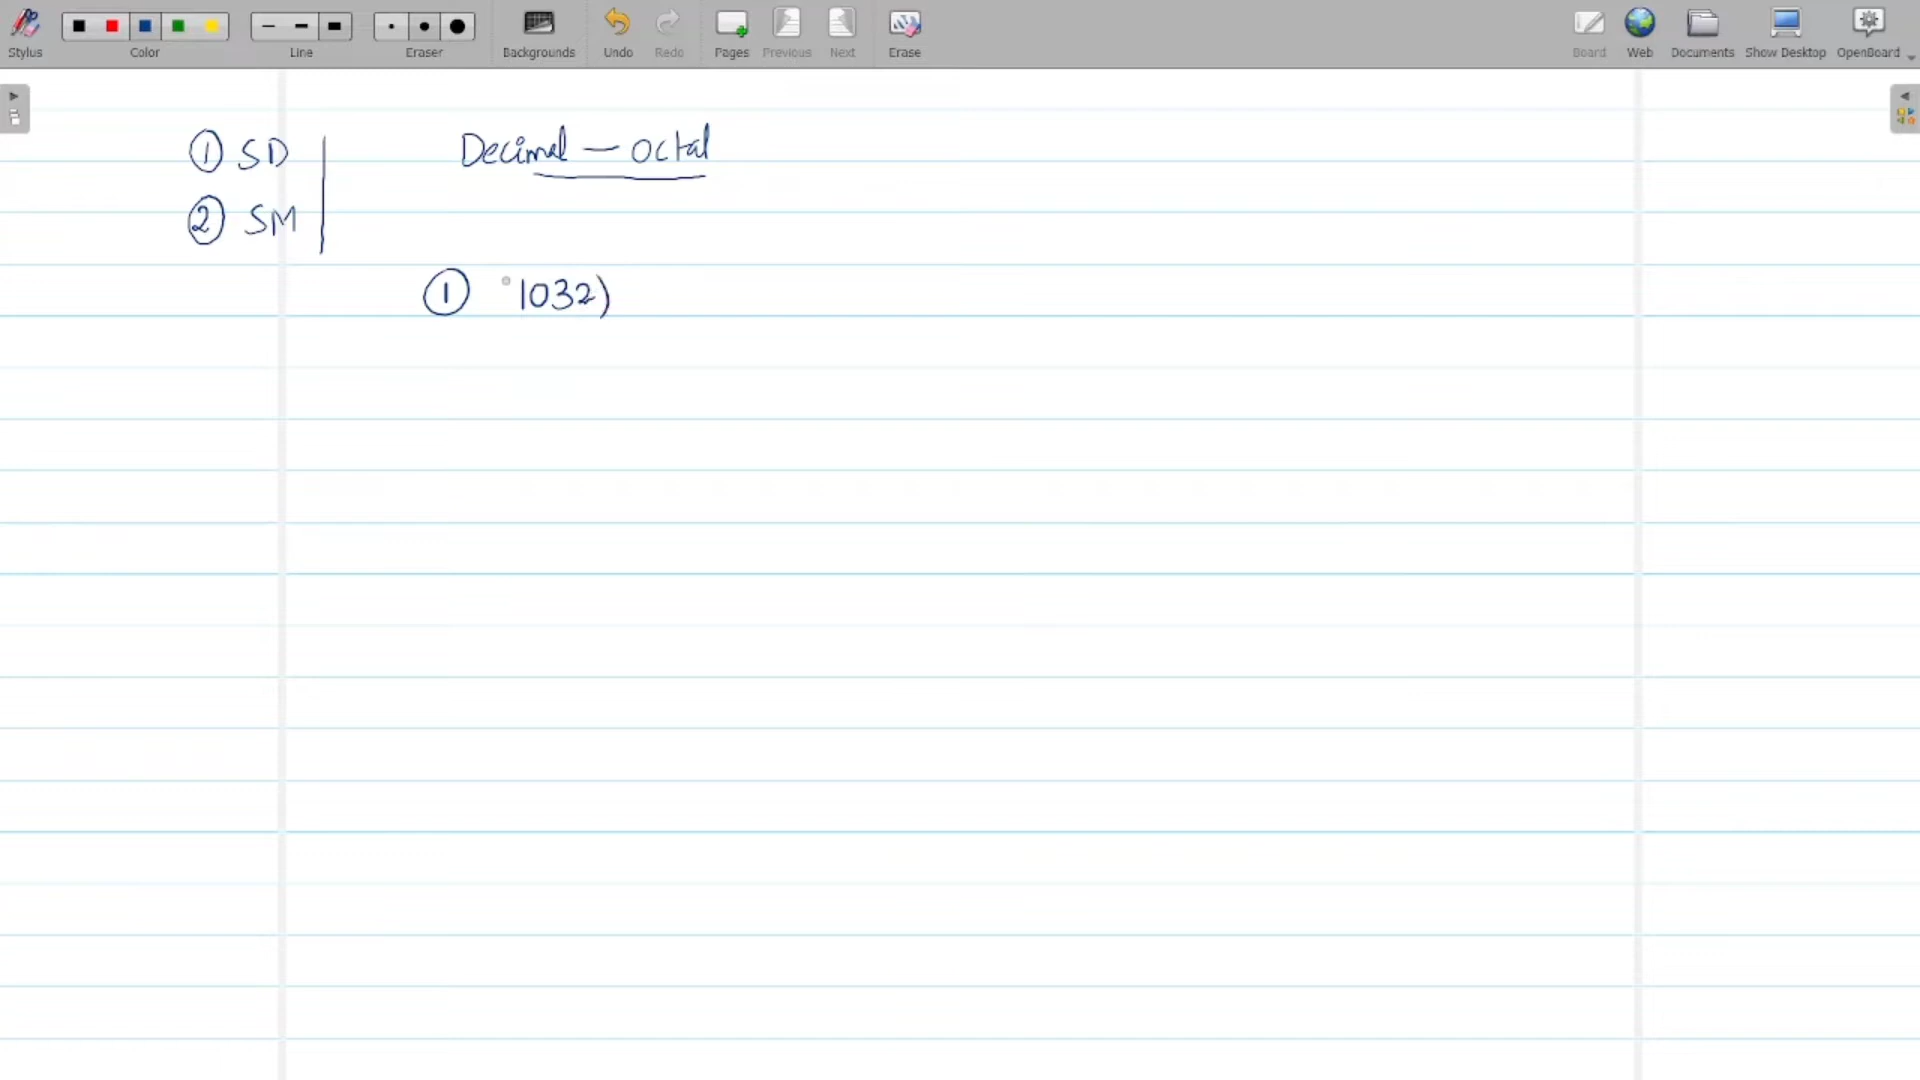 Stylus
Color
Line
Eraser
Backgrounds
Undo
Redo
Pages
Previous
Next
Erase
Board
Web
Documents
Show Desktop
OpenBoard
① SD
② SM
Decimal — Octal
① 1032)